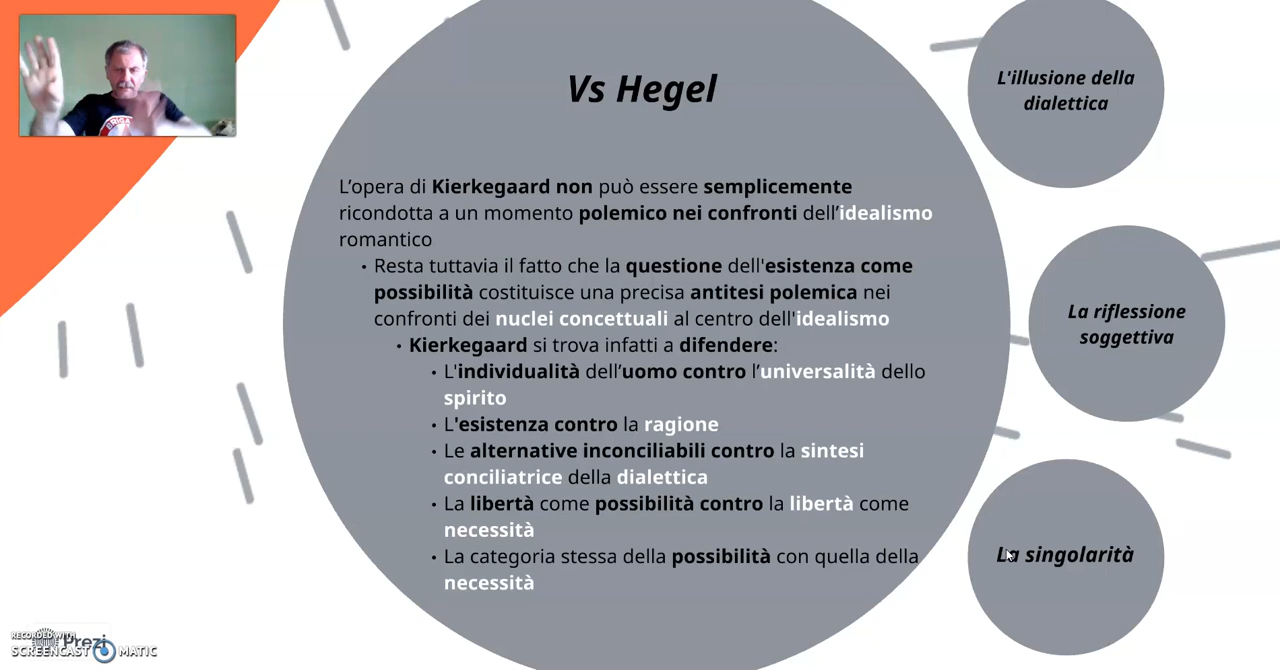 BRIGA
Vs Hegel
L’opera di Kierkegaard non può essere semplicemente
ricondotta a un momento polemico nei confronti dell’idealismo
romantico
• Resta tuttavia il fatto che la questione dell'esistenza come
possibilità costituisce una precisa antitesi polemica nei
confronti dei nuclei concettuali al centro dell'idealismo
• Kierkegaard si trova infatti a difendere:
• L'individualità dell’uomo contro l’universalità dello
spirito
• L'esistenza contro la ragione
• Le alternative inconciliabili contro la sintesi
conciliatrice della dialettica
• La libertà come possibilità contro la libertà come
necessità
• La categoria stessa della possibilità con quella della
necessità
L'illusione della
dialettica
La riflessione
soggettiva
La singolarità
Prezi
RECORDED WITH
SCREENCAST MATIC